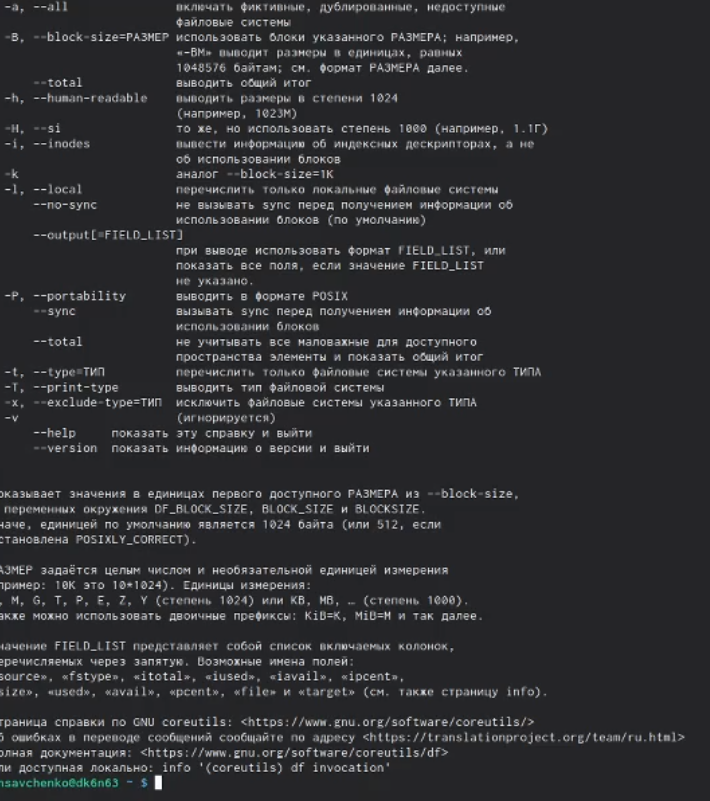 -a, --all включать фиктивные, дублированные, недоступные
файловые системы
-B, --block-size=РАЗМЕР использовать блоки указанного РАЗМЕРА; например,
«-BM» выводит размеры в единицах, равных
1048576 байтам; см. формат РАЗМЕРА далее.
--total выводить общий итог
-h, --human-readable выводить размеры в степени 1024
(например, 1023M)
-H, --si то же, но использовать степень 1000 (например, 1.1Г)
-i, --inodes вывести информацию об индексных дескрипторах, а не
об использовании блоков
-k аналог --block-size=1K
-l, --local перечислить только локальные файловые системы
--no-sync не вызывать sync перед получением информации об
использовании блоков (по умолчанию)
--output[=FIELD_LIST]
при выводе использовать формат FIELD_LIST, или
показать все поля, если значение FIELD_LIST
не указано.
-P, --portability выводить в формате POSIX
--sync вызывать sync перед получением информации об
использовании блоков
--total не учитывать все маловажные для доступного
пространства элементы и показать общий итог
-t, --type=ТИП перечислить только файловые системы указанного ТИПА
-T, --print-type выводить тип файловой системы
-x, --exclude-type=ТИП исключить файловые системы указанного ТИПА
-v (игнорируется)
--help показать эту справку и выйти
--version показать информацию о версии и выйти
оказывает значения в единицах первого доступного РАЗМЕРА из --block-size,
переменных окружения DF_BLOCK_SIZE, BLOCK_SIZE и BLOCKSIZE.
наче, единицей по умолчанию является 1024 байта (или 512, если
становлена POSIXLY_CORRECT).
АЗМЕР задаётся целым числом и необязательной единицей измерения
пример: 10K это 10*1024). Единицы измерения:
, M, G, T, P, E, Z, Y (степень 1024) или KB, MB, … (степень 1000).
акже можно использовать двоичные префиксы: KiB=K, MiB=M и так далее.
начение FIELD_LIST представляет собой список включаемых колонок,
еречисляемых через запятую. Возможные имена полей:
source», «fstype», «itotal», «iused», «iavail», «ipcent»,
size», «used», «avail», «pcent», «file» и «target» (см. также страницу info).
траница справки по GNU coreutils: <https://www.gnu.org/software/coreutils/>
б ошибках в переводе сообщений сообщайте по адресу <https://translationproject.org/team/ru.html>
олная документация: <https://www.gnu.org/software/coreutils/df>
ли доступная локально: info '(coreutils) df invocation'
nsavchenko@dk6n63 ~ $